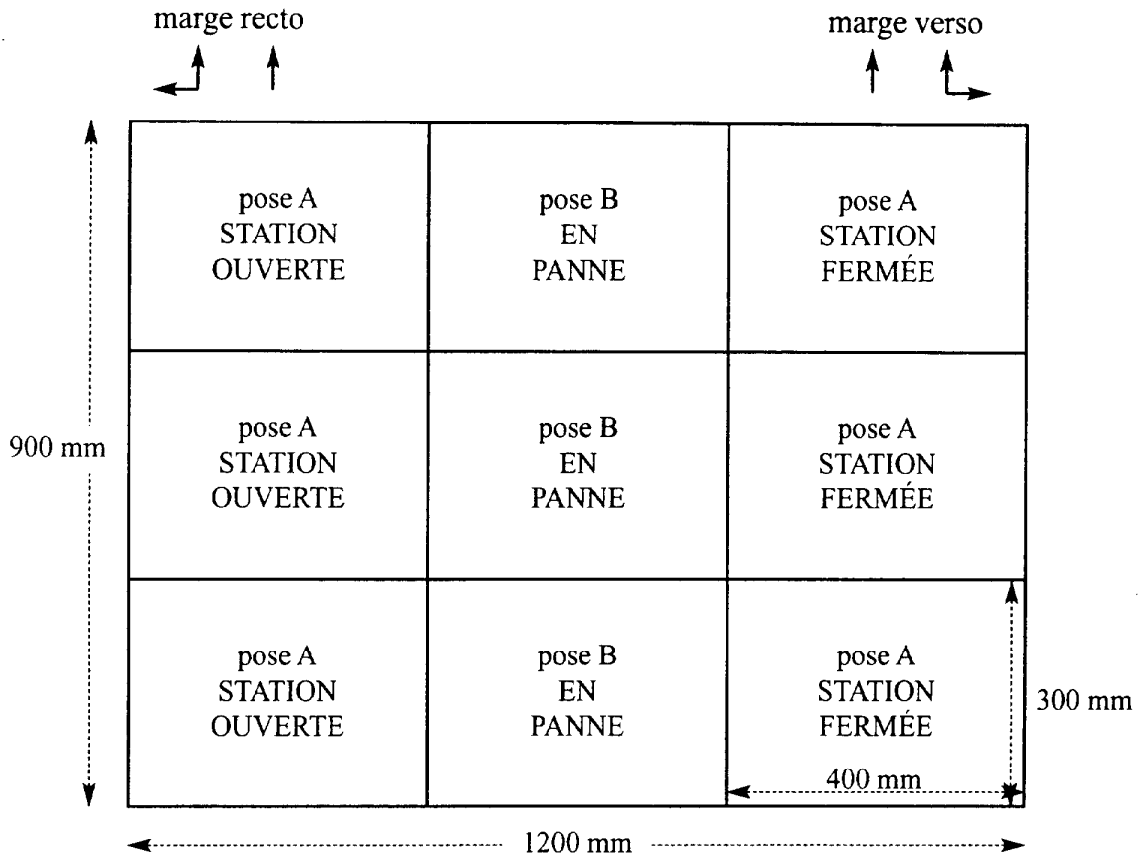 marge recto
marge verso
pose A
STATION
OUVERTE
pose B
EN
PANNE
pose A
STATION
FERMÉE
900 mm
pose A
STATION
OUVERTE
pose B
EN
PANNE
pose A
STATION
FERMÉE
pose A
STATION
OUVERTE
pose B
EN
PANNE
pose A
STATION
FERMÉE
300 mm
400 mm
1200 mm